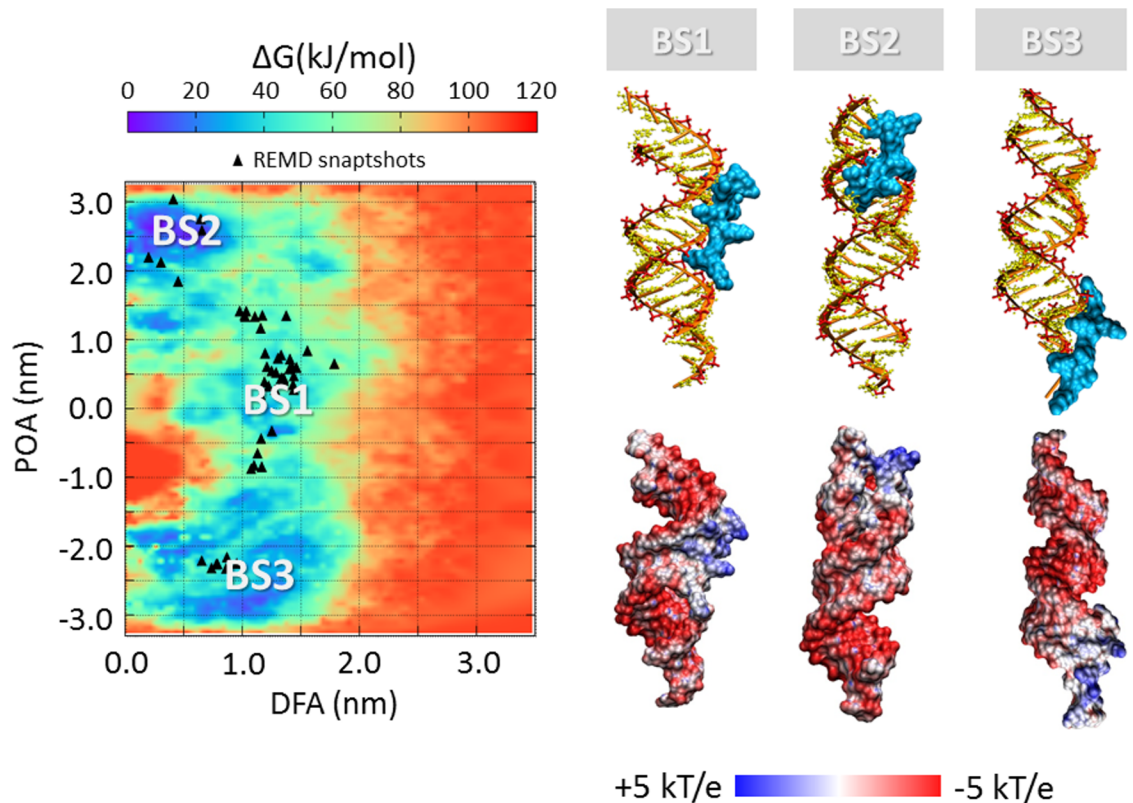 ΔG(kJ/mol)
0 20 40 60 80 100 120
▲ REMD snaptshots
3.0
BS2
2.0
1.0
BS1
0.0
-1.0
-2.0
BS3
-3.0
POA (nm)
0.0 1.0 2.0 3.0
DFA (nm)
BS1 BS2 BS3
+5 kT/e -5 kT/e